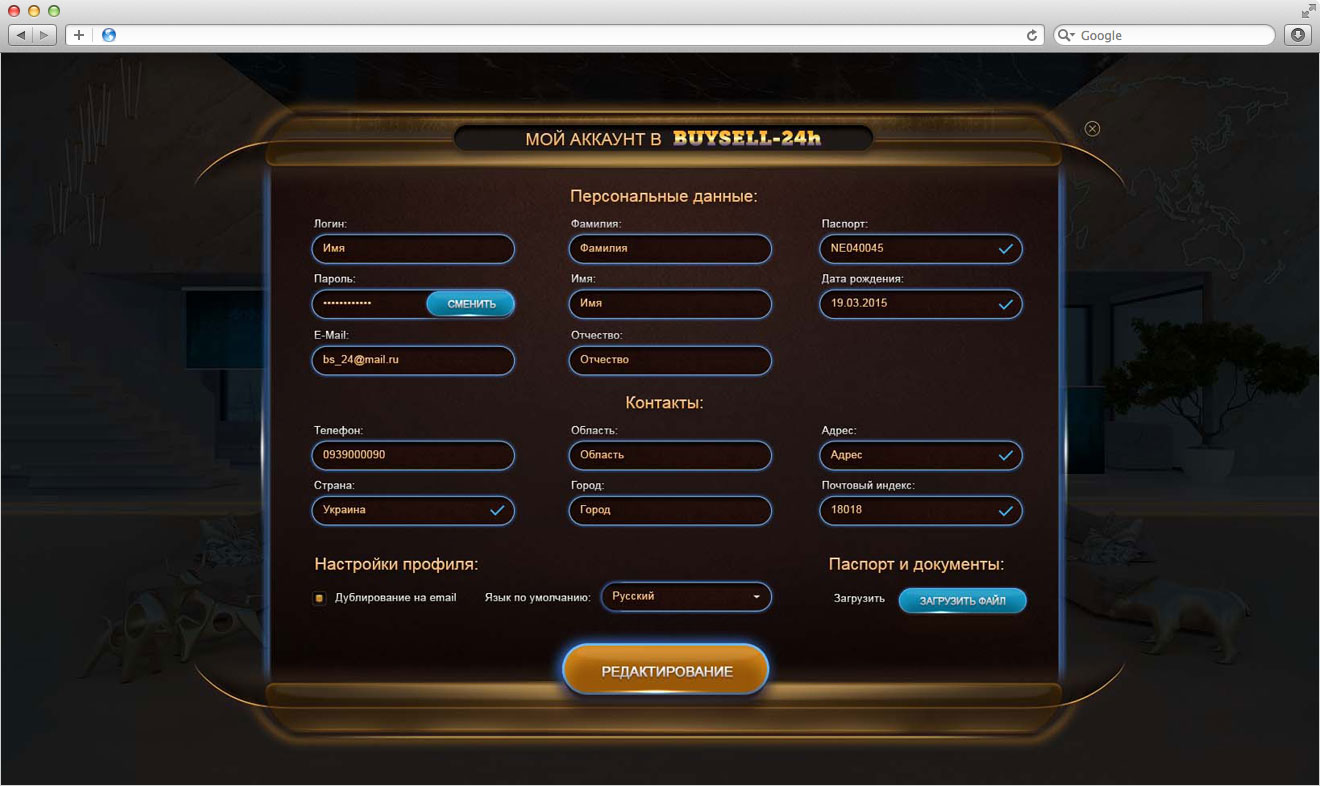 Google
МОЙ АККАУНТ В BUYSELL-24h
Персональные данные:
Логин:
Имя
Фамилия:
Фамилия
Паспорт:
NE040045
Пароль:
••••••••••••
СМЕНИТЬ
Имя:
Имя
Дата рождения:
19.03.2015
E-Mail:
bs_24@mail.ru
Отчество:
Отчество
Контакты:
Телефон:
0939000090
Область:
Область
Адрес:
Адрес
Страна:
Украина
Город:
Город
Почтовый индекс:
18018
Настройки профиля:
Дублирование на email
Язык по умолчанию:
Русский
Паспорт и документы:
Загрузить
ЗАГРУЗИТЬ ФАЙЛ
РЕДАКТИРОВАНИЕ